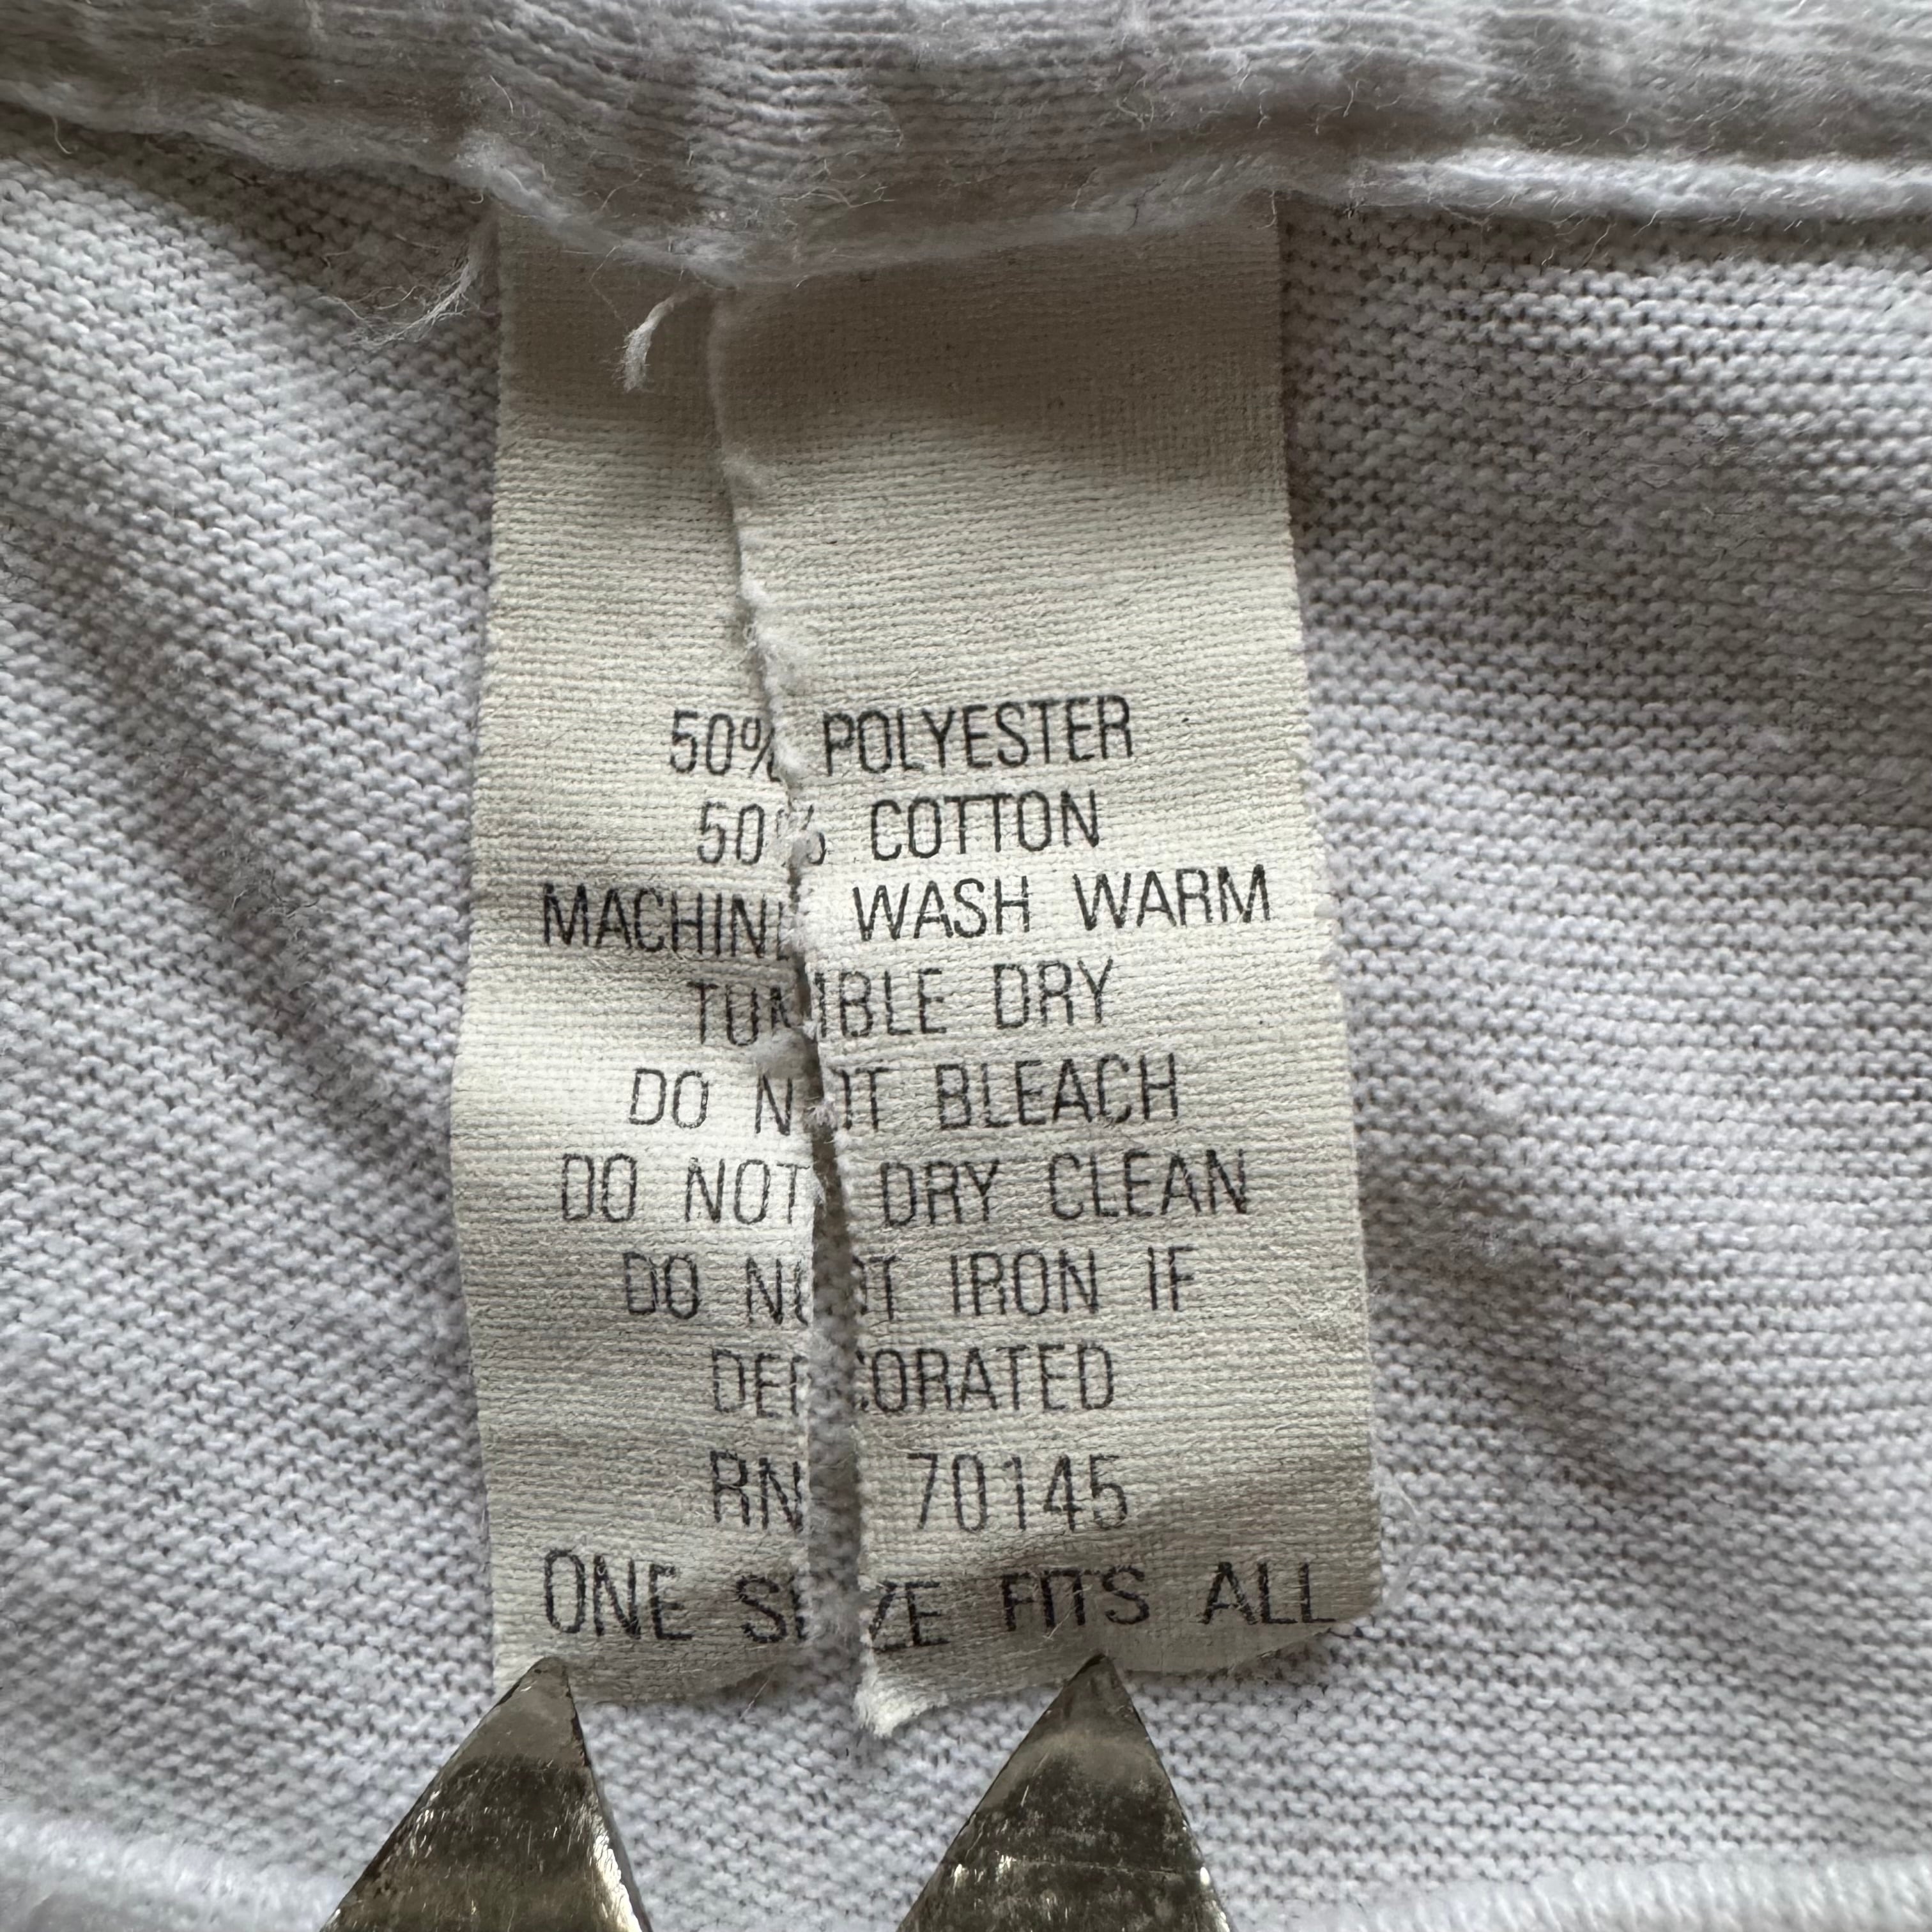 50% POLYESTER
50% COTTON
MACHINE WASH WARM
TUMBLE DRY
DO NOT BLEACH
DO NOT DRY CLEAN
DO NOT IRON IF
DECORATED
RN 70145
ONE SIZE FITS ALL